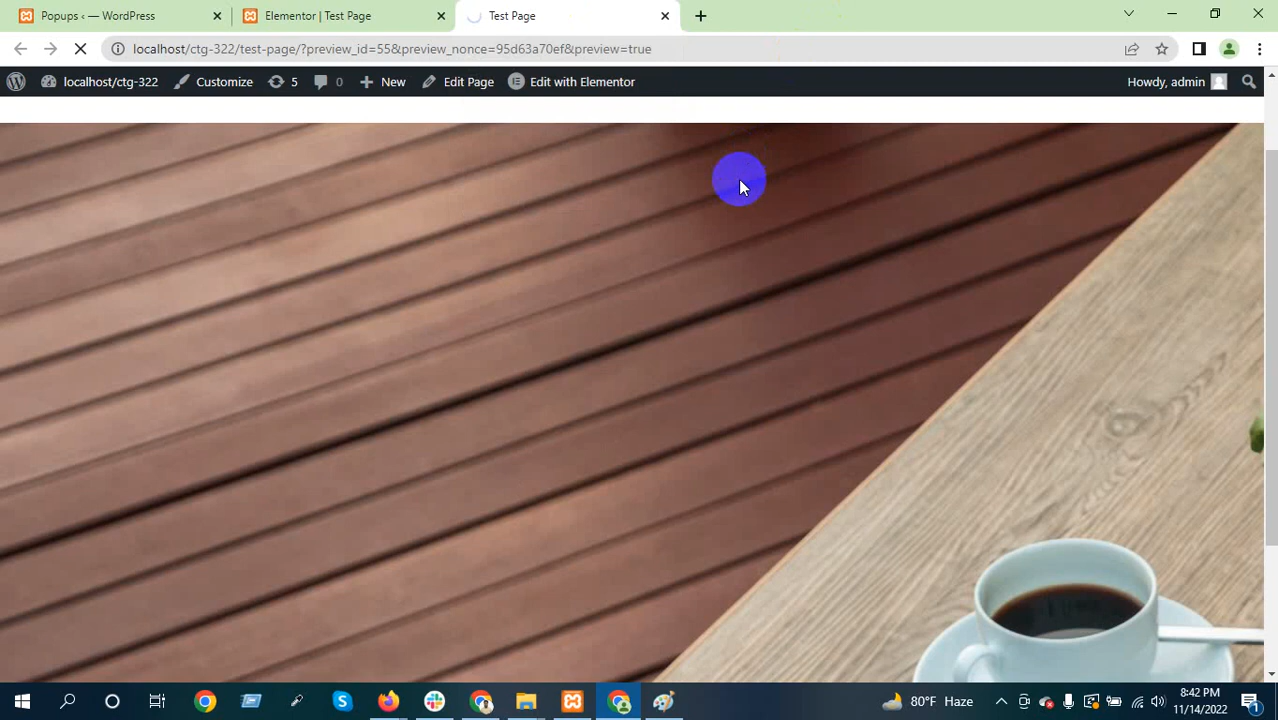 Popups ‹ — WordPress
Elementor | Test Page
Test Page
localhost/ctg-322/test-page/?preview_id=55&preview_nonce=95d63a70ef&preview=true
localhost/ctg-322 Customize 5 0 New Edit Page Edit with Elementor Howdy, admin
80°F Haze
8:42 PM
11/14/2022
1